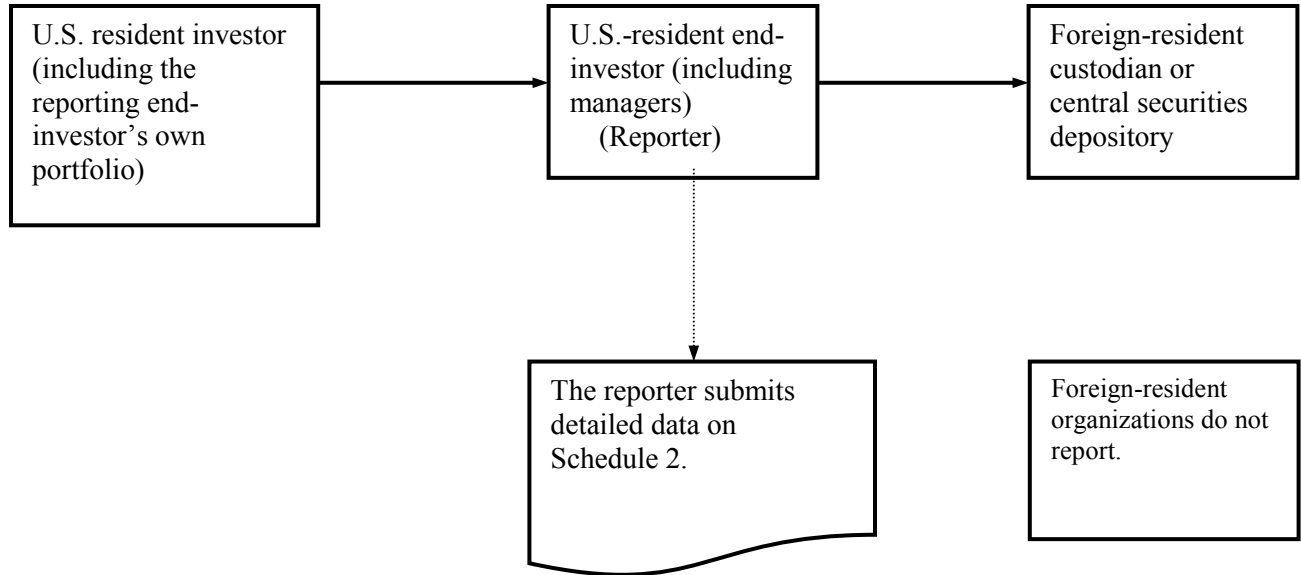 U.S. resident investor
(including the
reporting end-
investor’s own
portfolio)
U.S.-resident end-
investor (including
managers)
(Reporter)
Foreign-resident
custodian or
central securities
depository
The reporter submits
detailed data on
Schedule 2.
Foreign-resident
organizations do not
report.